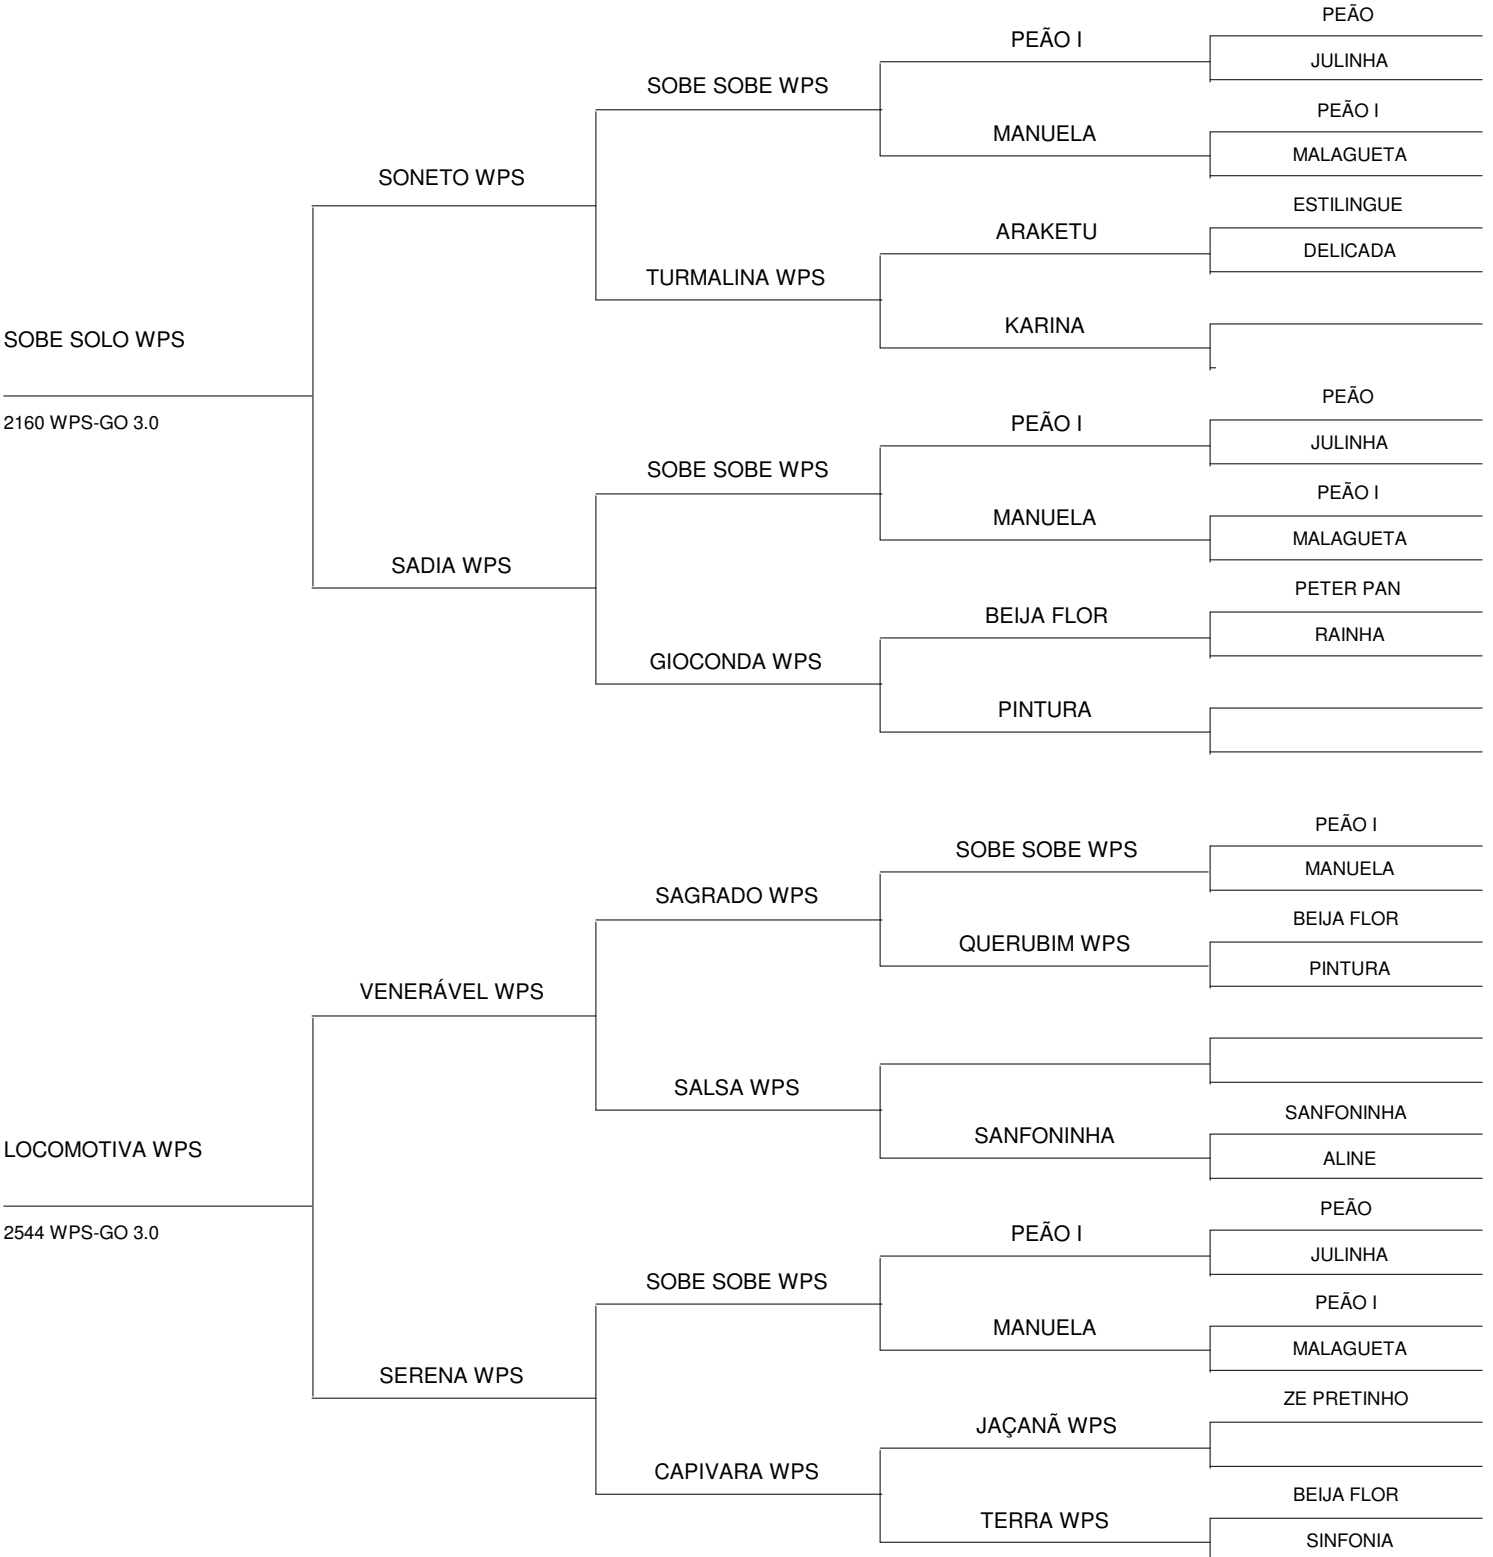 PEÃO
PEÃO I
JULINHA
SOBE SOBE WPS
PEÃO I
MANUELA
MALAGUETA
SONETO WPS
ESTILINGUE
ARAKETU
DELICADA
TURMALINA WPS
KARINA
SOBE SOLO WPS
PEÃO
2160 WPS-GO 3.0
PEÃO I
JULINHA
SOBE SOBE WPS
PEÃO I
MANUELA
MALAGUETA
SADIA WPS
PETER PAN
BEIJA FLOR
RAINHA
GIOCONDA WPS
PINTURA
PEÃO I
SOBE SOBE WPS
MANUELA
SAGRADO WPS
BEIJA FLOR
QUERUBIM WPS
PINTURA
VENERÁVEL WPS
SALSA WPS
SANFONINHA
SANFONINHA
ALINE
LOCOMOTIVA WPS
PEÃO
2544 WPS-GO 3.0
PEÃO I
JULINHA
SOBE SOBE WPS
PEÃO I
MANUELA
MALAGUETA
SERENA WPS
ZE PRETINHO
JAÇANÃ WPS
CAPIVARA WPS
BEIJA FLOR
TERRA WPS
SINFONIA